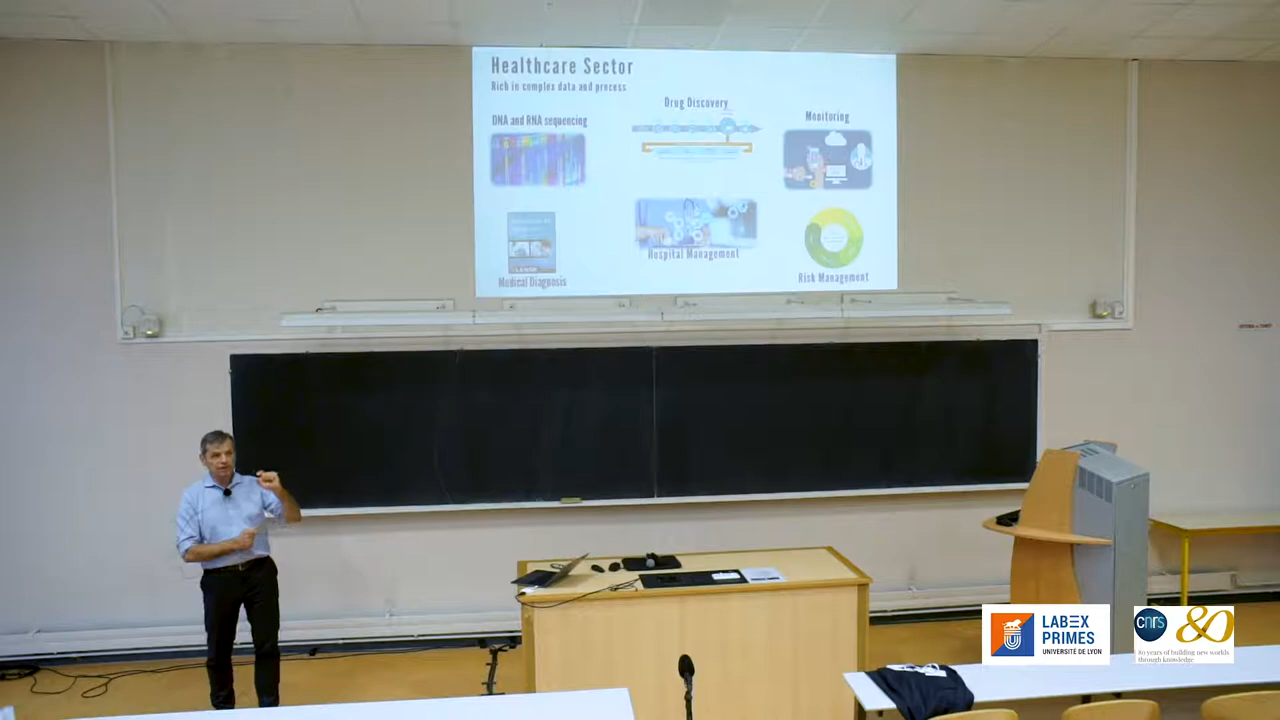 Healthcare Sector
Rich in complex data and process
Drug Discovery
DNA and RNA sequencing
Monitoring
Hospital Management
Medical Diagnosis
Risk Management
LABEX
PRIMES
UNIVERSITÉ DE LYON
cnrs
80
80 years of building new worlds
through knowledge